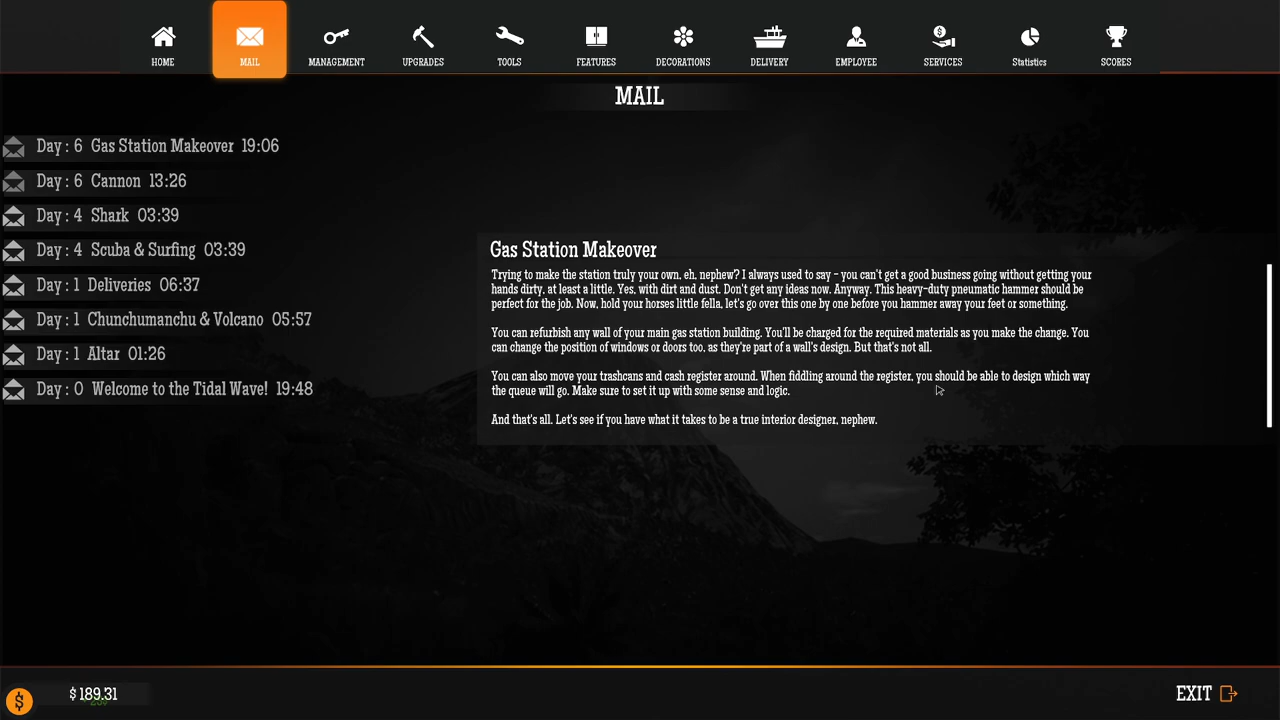 HOME
MAIL
MANAGEMENT
UPGRADES
TOOLS
FEATURES
DECORATIONS
DELIVERY
EMPLOYEE
SERVICES
Statistics
SCORES
MAIL
Day : 6 Gas Station Makeover 19:06
Day : 6 Cannon 13:26
Day : 4 Shark 03:39
Day : 4 Scuba & Surfing 03:39
Day : 1 Deliveries 06:37
Day : 1 Chunchumanchu & Volcano 05:57
Day : 1 Altar 01:26
Day : 0 Welcome to the Tidal Wave! 19:48
Gas Station Makeover
Trying to make the station truly your own, eh, nephew? I always used to say - you can't get a good business going without getting your
hands dirty, at least a little. Yes, with dirt and dust. Don't get any ideas now. Anyway. This heavy-duty pneumatic hammer should be
perfect for the job. Now, hold your horses little fella, let's go over this one by one before you hammer away your feet or something.
You can refurbish any wall of your main gas station building. You'll be charged for the required materials as you make the change. You
can change the position of windows or doors too, as they're part of a wall's design. But that's not all.
You can also move your trashcans and cash register around. When fiddling around the register, you should be able to design which way
the queue will go. Make sure to set it up with some sense and logic.
And that's all. Let's see if you have what it takes to be a true interior designer, nephew.
$ 189.31
EXIT